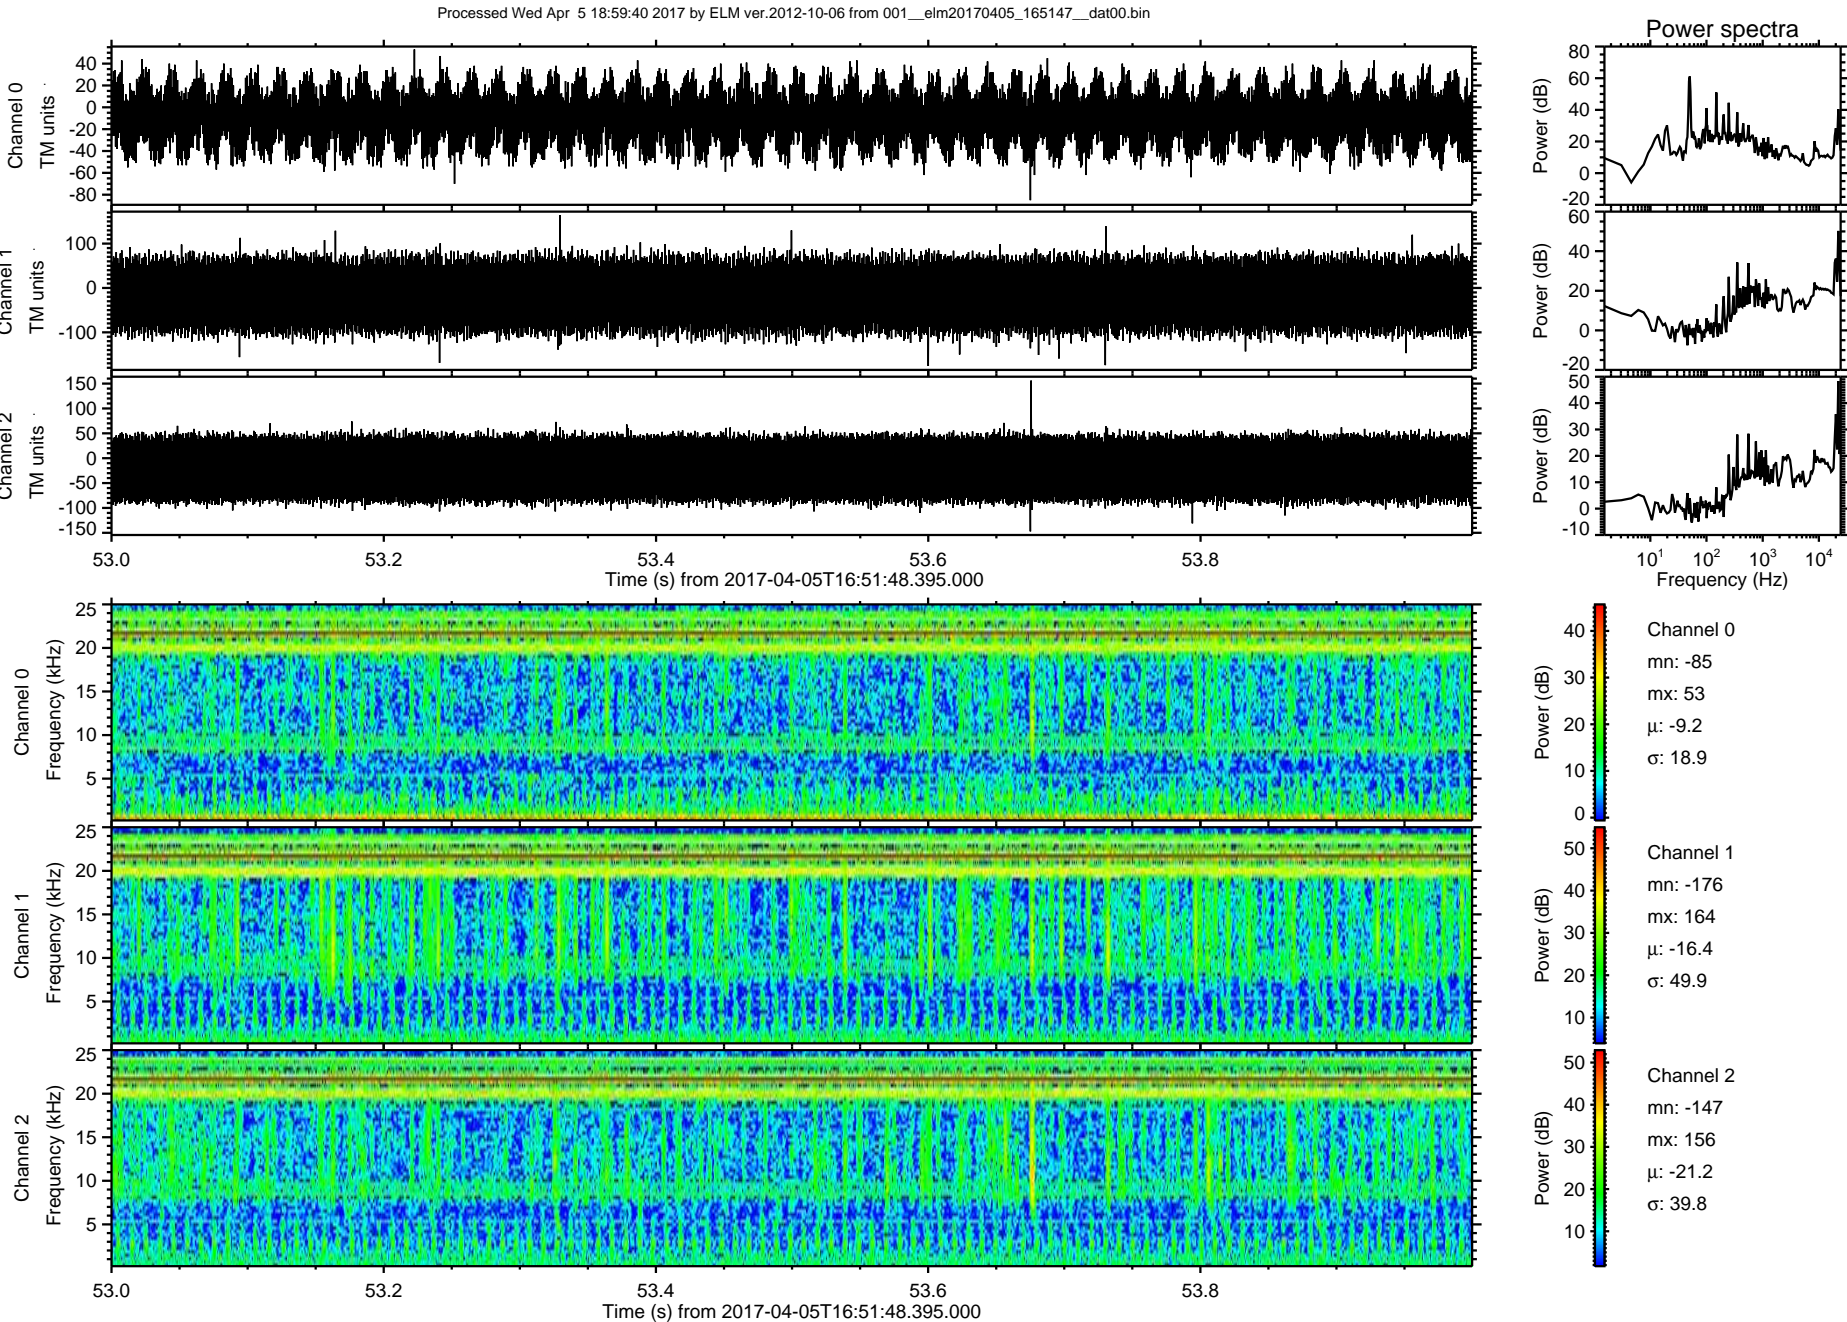 Processed Wed Apr 5 18:59:40 2017 by ELM ver.2012-10-06 from 001__elm20170405_165147__dat00.bin
Power spectra
Channel 0
TM units
40
20
0
-20
-40
-60
-80
Power (dB)
80
60
40
20
0
-20
Channel 1
TM units
100
0
-100
Power (dB)
60
40
20
0
-20
Channel 2
TM units
150
100
50
0
-50
-100
-150
Power (dB)
50
40
30
20
10
0
-10
53.0 53.2 53.4 53.6 53.8
Time (s) from 2017-04-05T16:51:48.395.000
10^1 10^2 10^3 10^4
Frequency (Hz)
Channel 0
Frequency (kHz)
25
20
15
10
5
Power (dB)
40
30
20
10
0
Channel 0
mn: -85
mx: 53
μ: -9.2
σ: 18.9
Channel 1
Frequency (kHz)
25
20
15
10
5
Power (dB)
50
40
30
20
10
Channel 1
mn: -176
mx: 164
μ: -16.4
σ: 49.9
Channel 2
Frequency (kHz)
25
20
15
10
5
Power (dB)
50
40
30
20
10
Channel 2
mn: -147
mx: 156
μ: -21.2
σ: 39.8
53.0 53.2 53.4 53.6 53.8
Time (s) from 2017-04-05T16:51:48.395.000